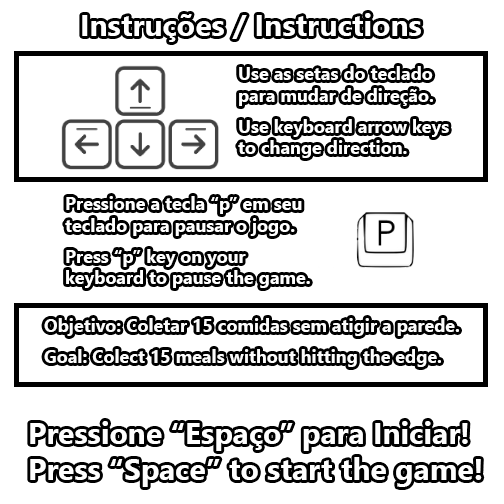 Instruções / Instructions
Use as setas do teclado
para mudar de direção.
Use keyboard arrow keys
to change direction.
Pressione a tecla “p” em seu
teclado para pausar o jogo.
P
Press “p” key on your
keyboard to pause the game.
Objetivo: Coletar 15 comidas sem atigir a parede.
Goal: Colect 15 meals without hitting the edge.
Pressione “Espaço” para Iniciar!
Press “Space” to start the game!